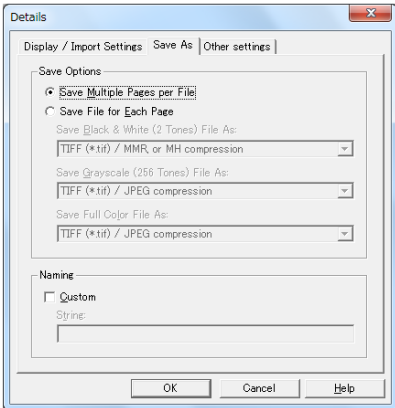 Details
Display / Import Settings Save As Other settings
Save Options
Save Multiple Pages per File
Save File for Each Page
Save Black & White (2 Tones) File As:
TIFF (*.tif) / MMR, or MH compression
Save Grayscale (256 Tones) File As:
TIFF (*.tif) / JPEG compression
Save Full Color File As:
TIFF (*.tif) / JPEG compression
Naming
Custom
String:
OK Cancel Help